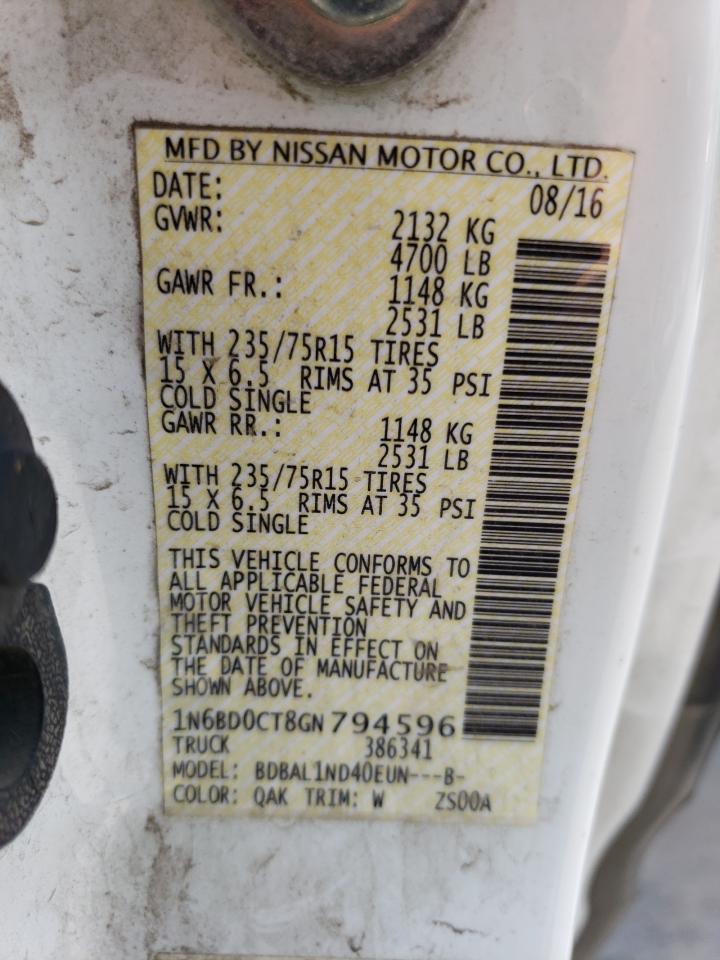 MFD BY NISSAN MOTOR CO., LTD.
DATE: 08/16
GVWR: 2132 KG
4700 LB
GAWR FR.: 1148 KG
2531 LB
WITH 235/75R15 TIRES
15 X 6.5 RIMS AT 35 PSI
COLD SINGLE
GAWR RR.: 1148 KG
2531 LB
WITH 235/75R15 TIRES
15 X 6.5 RIMS AT 35 PSI
COLD SINGLE
THIS VEHICLE CONFORMS TO
ALL APPLICABLE FEDERAL
MOTOR VEHICLE SAFETY AND
THEFT PREVENTION
STANDARDS IN EFFECT ON
THE DATE OF MANUFACTURE
SHOWN ABOVE.
1N6BD0CT8GN794596
TRUCK 386341
MODEL: BDBAL1ND40EUN---B-
COLOR: QAK TRIM: W ZS00A